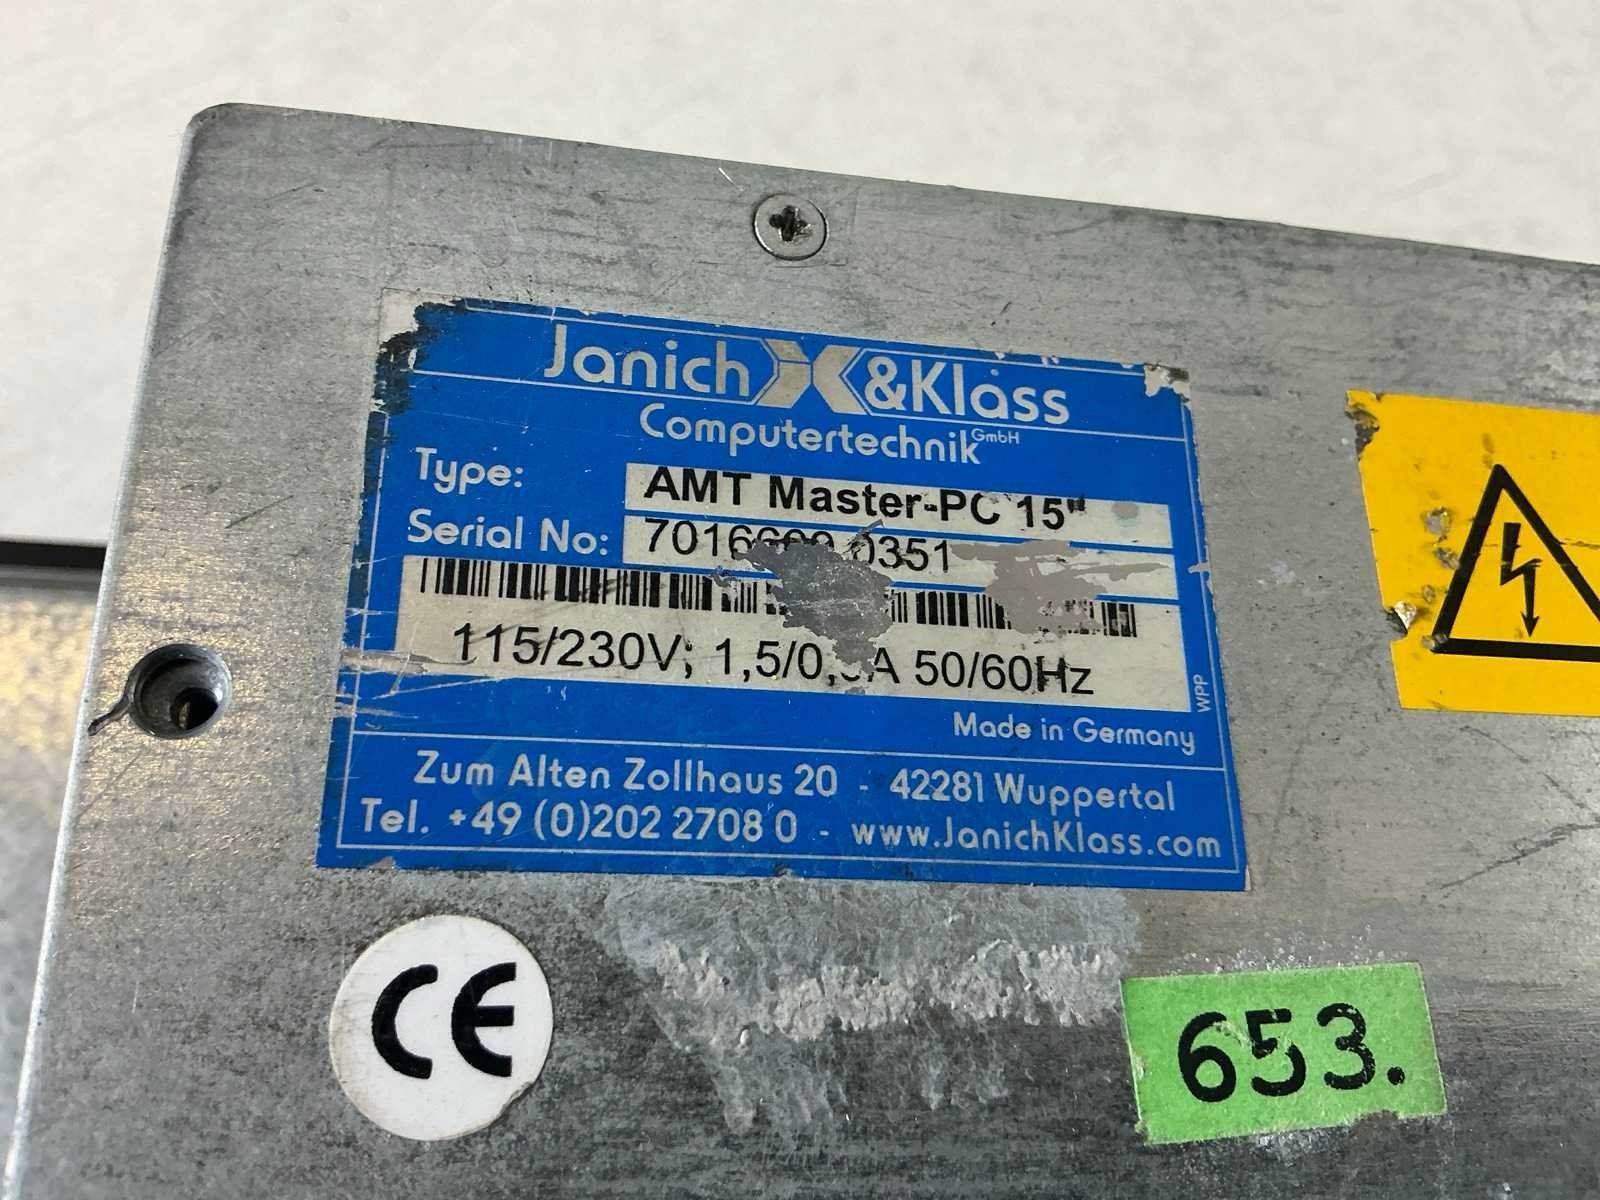 Janich &Klass
Computertechnik GmbH
Type: AMT Master-PC 15"
Serial No:
115/230V; 50/60Hz
WPP
Made in Germany
Zum Alten Zollhaus 20 - 42281 Wuppertal
Tel. +49 (0)202 2708 0 - www.JanichKlass.com
CE
653.